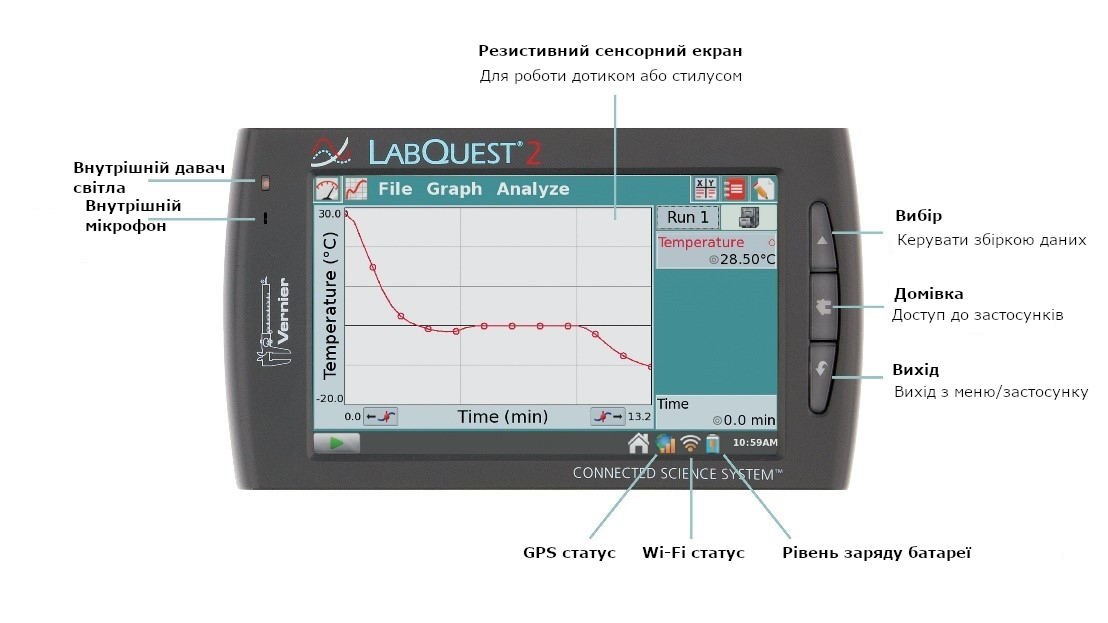 Резистивний сенсорний екран
Для роботи дотиком або стилусом
Внутрішній давач
світла
Внутрішній
мікрофон
LABQUEST® 2
File Graph Analyze
X Y
30.0
Temperature (°C)
-20.0
0.0
Time (min)
13.2
Run 1
Temperature
28.50°C
Time
0.0 min
10:59AM
Vernier
CONNECTED SCIENCE SYSTEM™
Вибір
Керувати збіркою даних
Домівка
Доступ до застосунків
Вихід
Вихід з меню/застосунку
GPS статус
Wi-Fi статус
Рівень заряду батареї